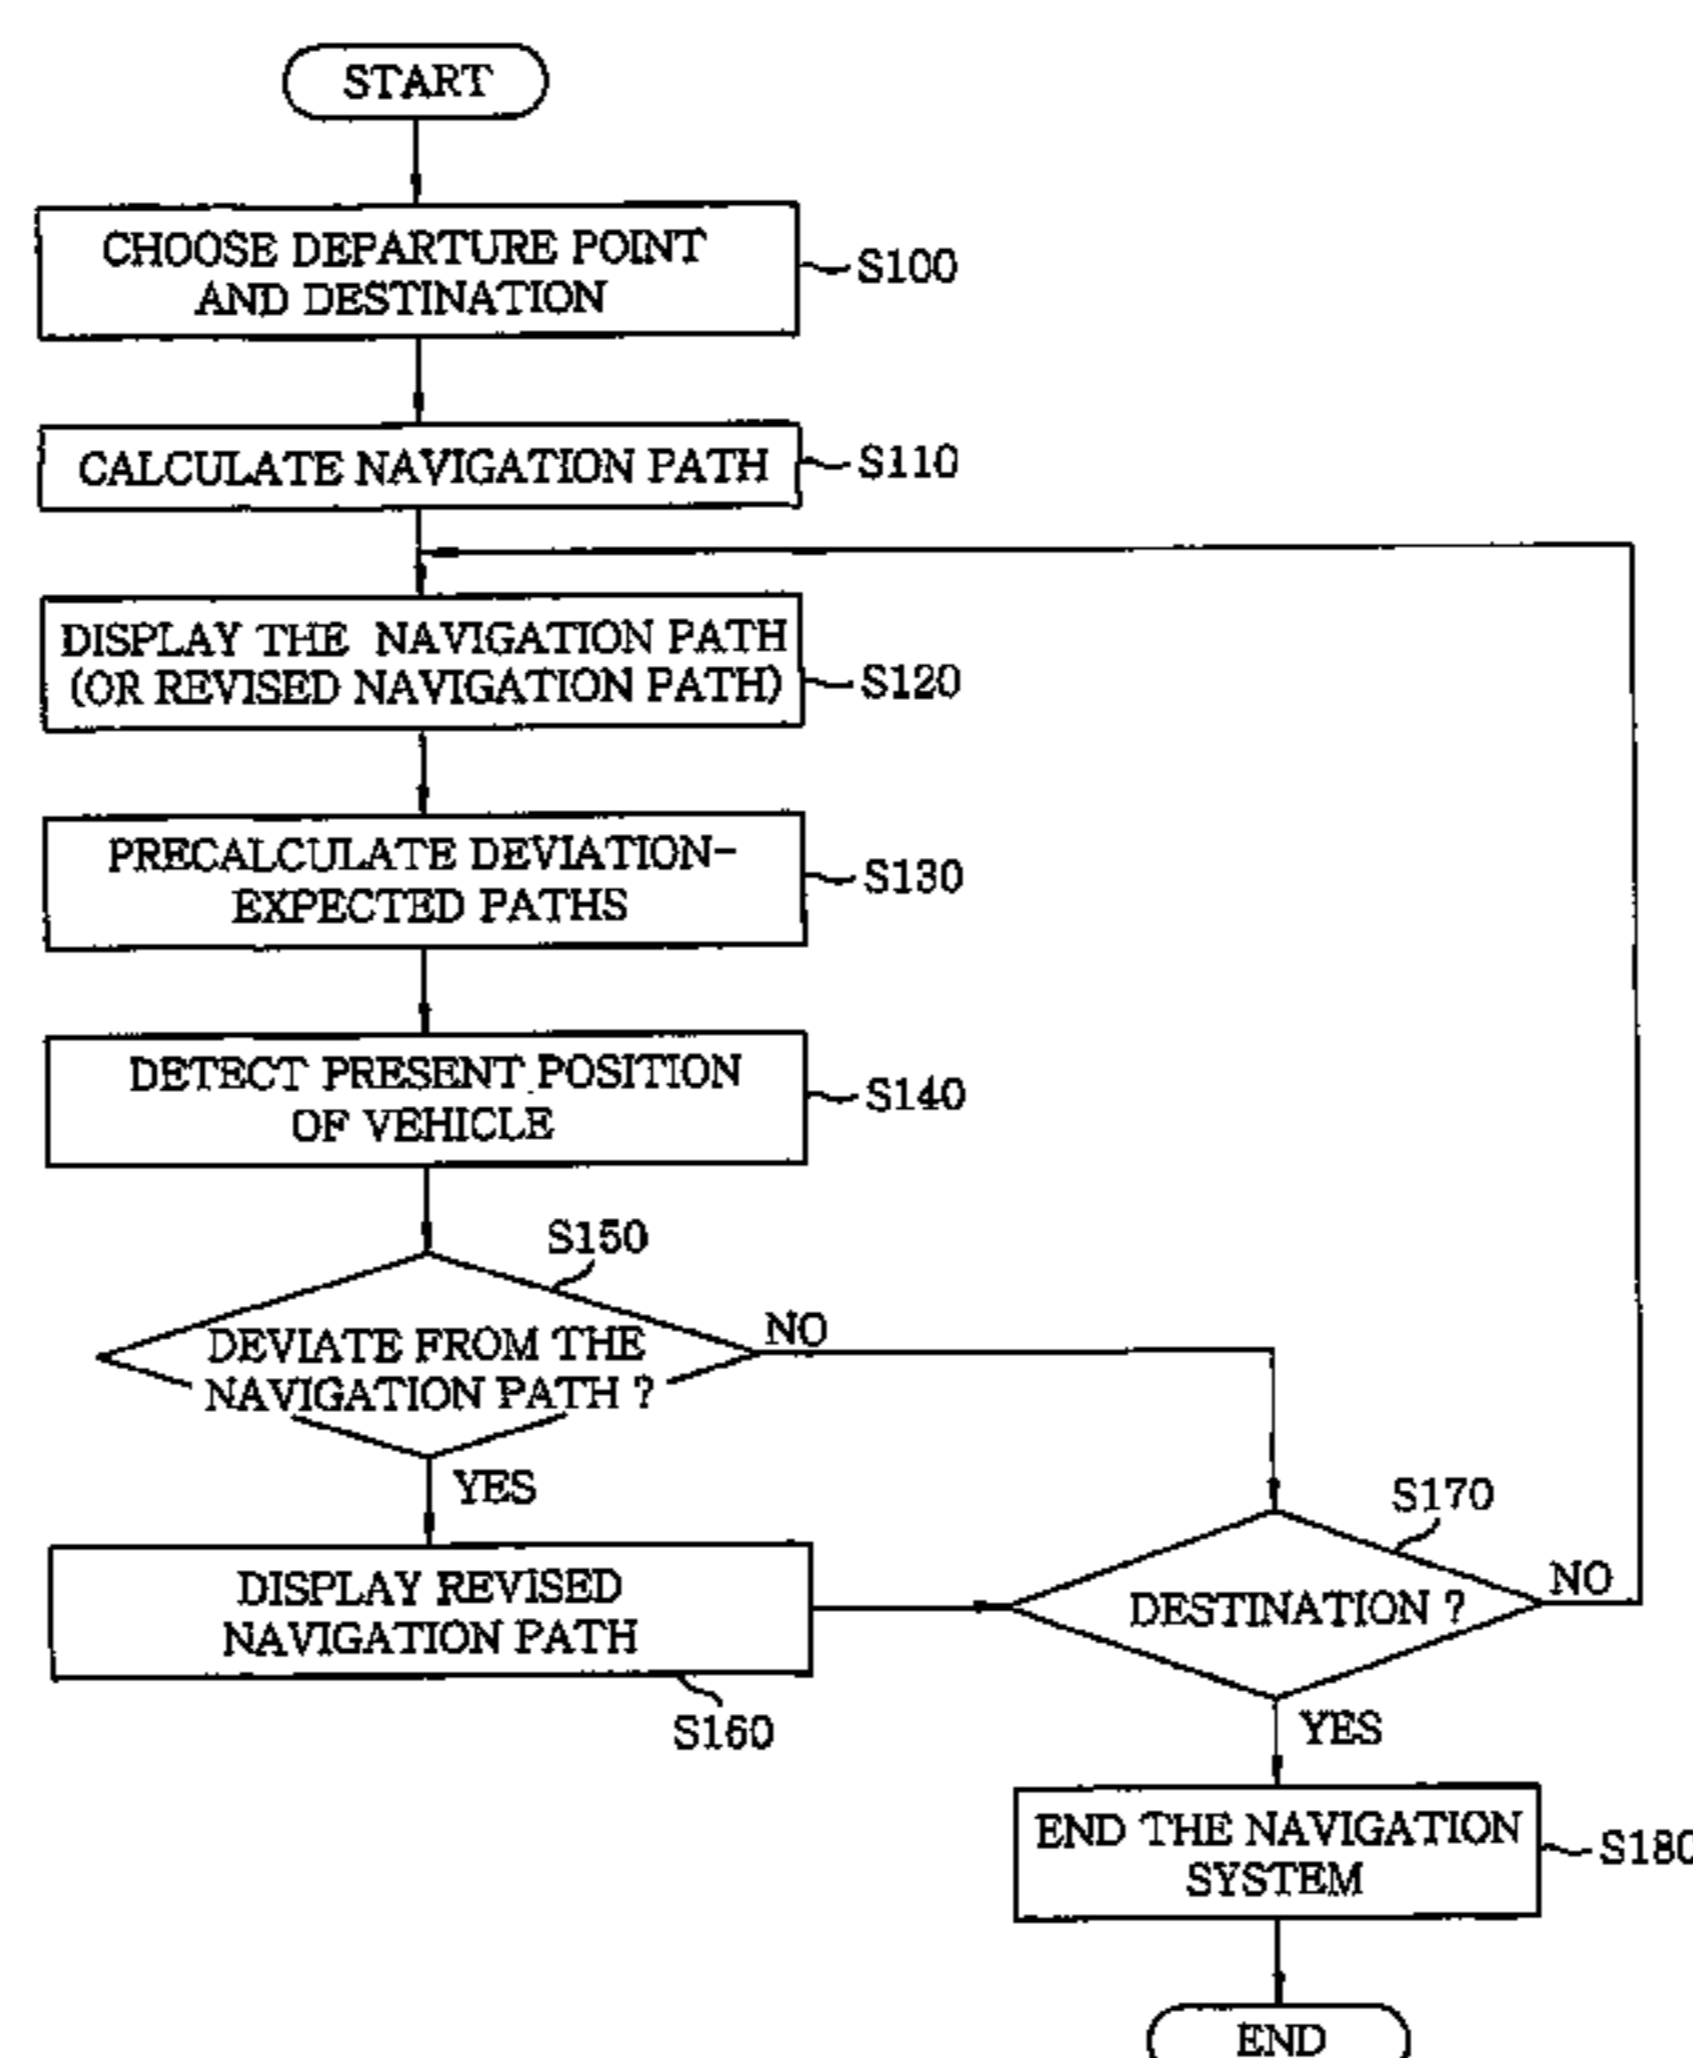 START
CHOOSE DEPARTURE POINT
AND DESTINATION
S100
CALCULATE NAVIGATION PATH
S110
DISPLAY THE NAVIGATION PATH
(OR REVISED NAVIGATION PATH)
S120
PRECALCULATE DEVIATION-
EXPECTED PATHS
S130
DETECT PRESENT POSITION
OF VEHICLE
S140
S150
DEVIATE FROM THE
NAVIGATION PATH ?
NO
YES
DISPLAY REVISED
NAVIGATION PATH
S160
S170
DESTINATION ?
NO
YES
END THE NAVIGATION
SYSTEM
S180
END